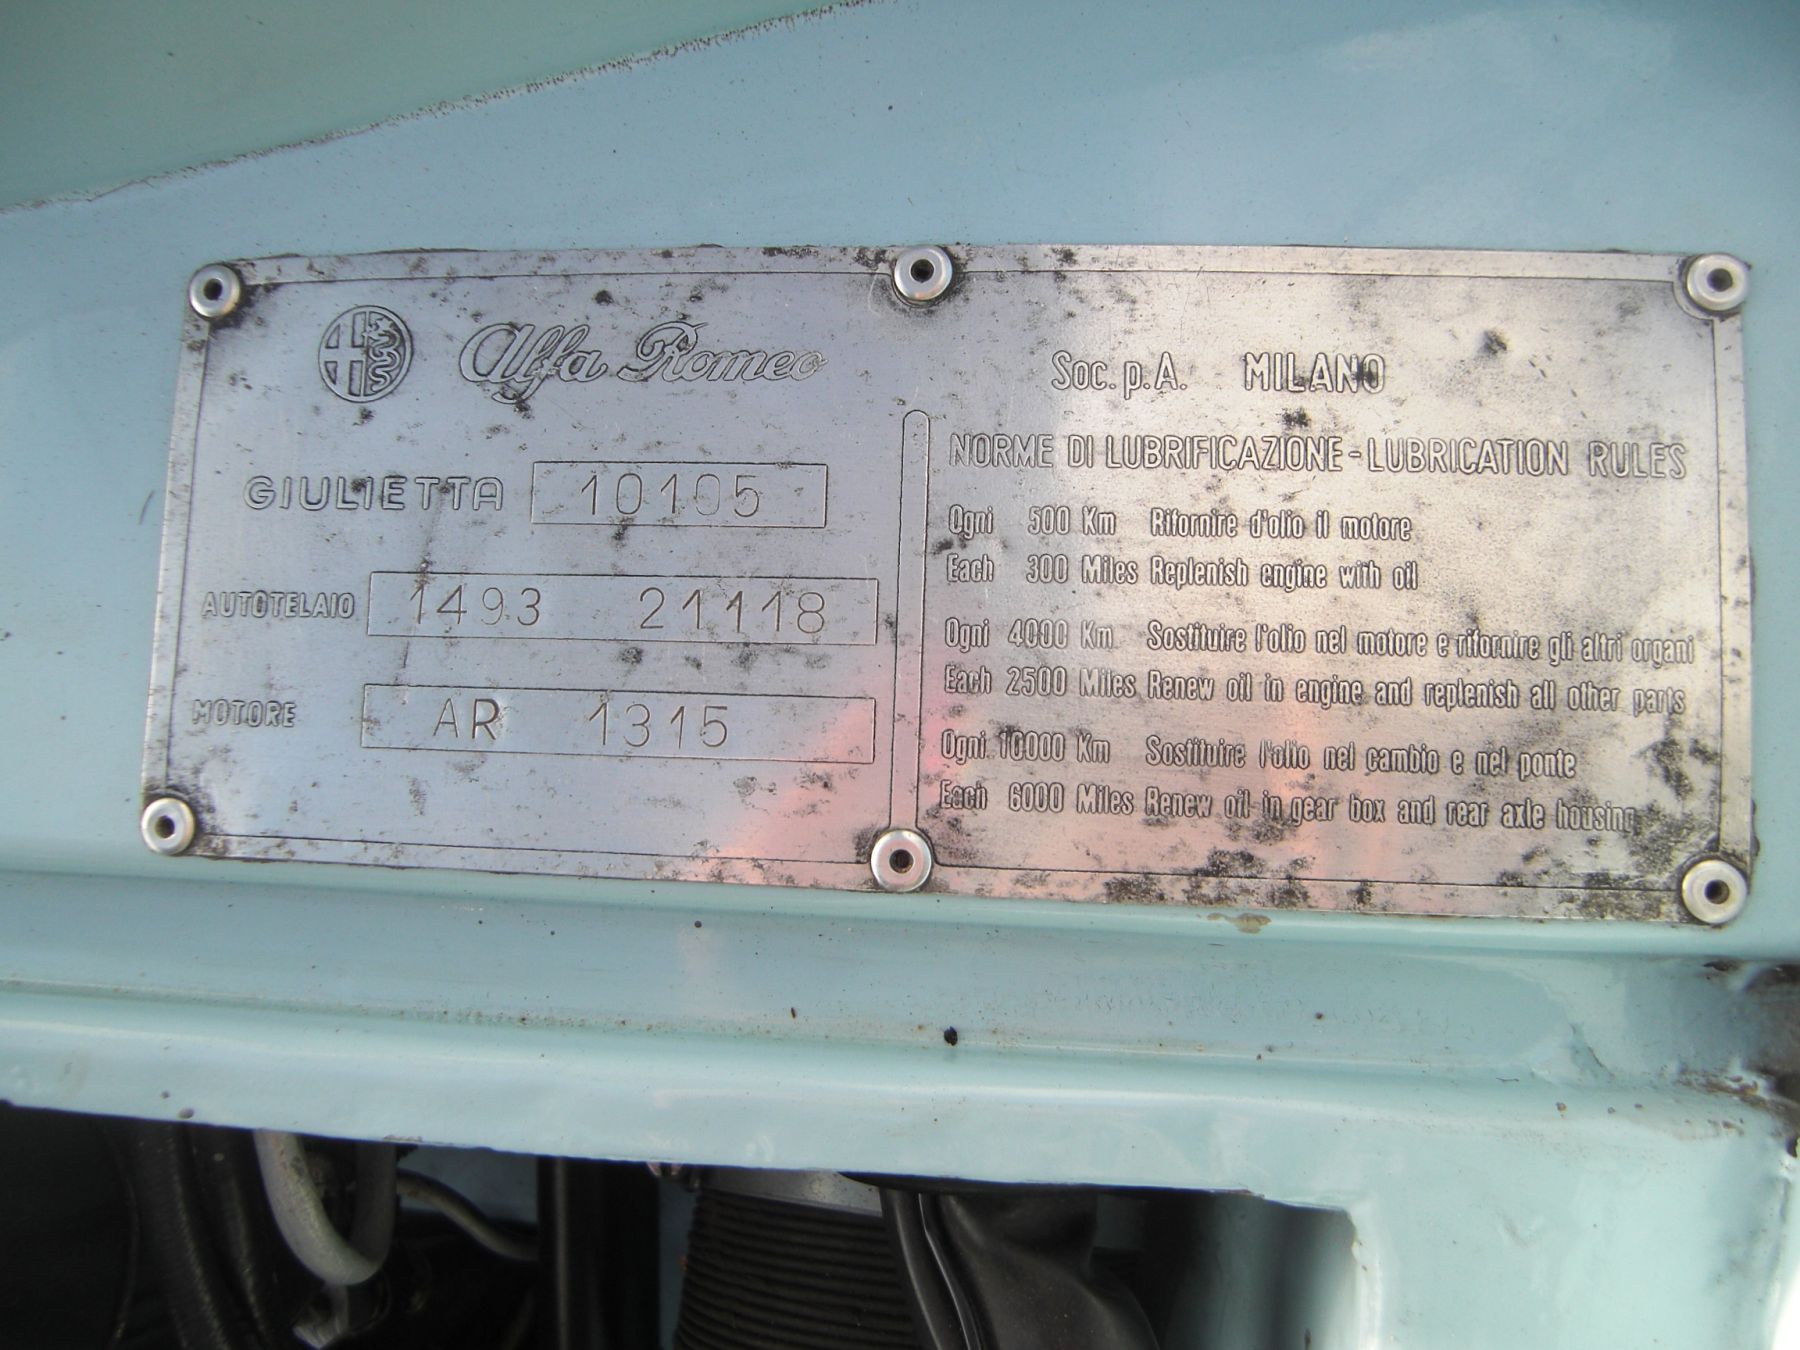 Alfa Romeo Soc. p. A. MILANO
GIULIETTA 10105
AUTOTELAIO 1493 21118
MOTORE AR 1315
NORME DI LUBRIFICAZIONE - LUBRICATION RULES
Ogni 500 Km Rifornire d'olio il motore
Each 300 Miles Replenish engine with oil
Ogni 4000 Km Sostituire l'olio nel motore e rifornire gli altri organi
Each 2500 Miles Renew oil in engine and replenish all other parts
Ogni 10000 Km Sostituire l'olio nel cambio e nel ponte
Each 6000 Miles Renew oil in gear box and rear axle housing